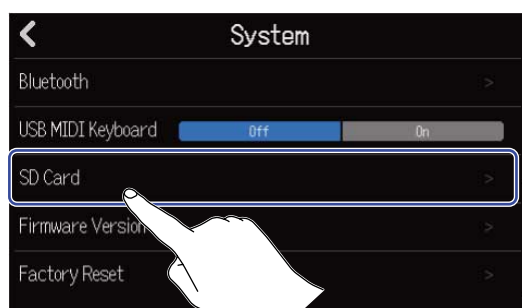 System
Bluetooth
USB MIDI Keyboard Off On
SD Card
Firmware Version
Factory Reset